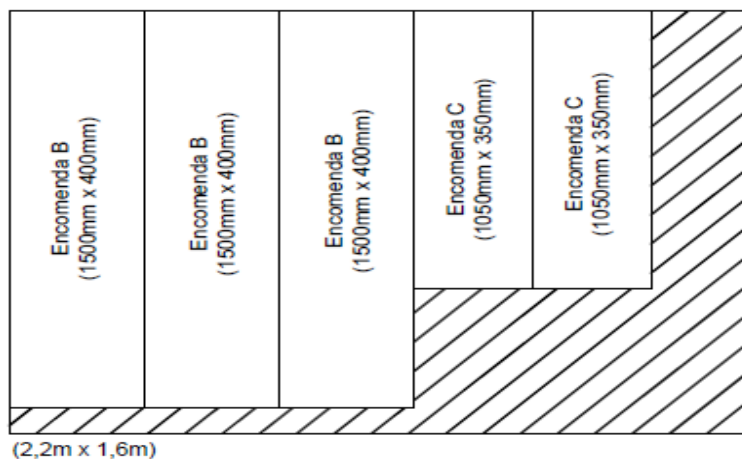 Encomenda B
(1500mm x 400mm)
Encomenda B
(1500mm x 400mm)
Encomenda B
(1500mm x 400mm)
Encomenda C
(1050mm x 350mm)
Encomenda C
(1050mm x 350mm)
(2,2m x 1,6m)